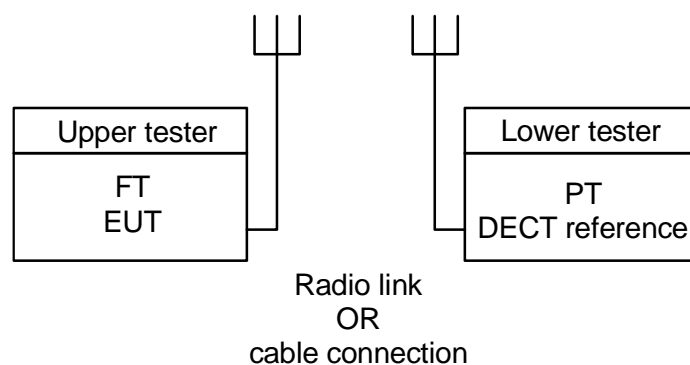 Upper tester
FT
EUT
Lower tester
PT
DECT reference
Radio link
OR
cable connection